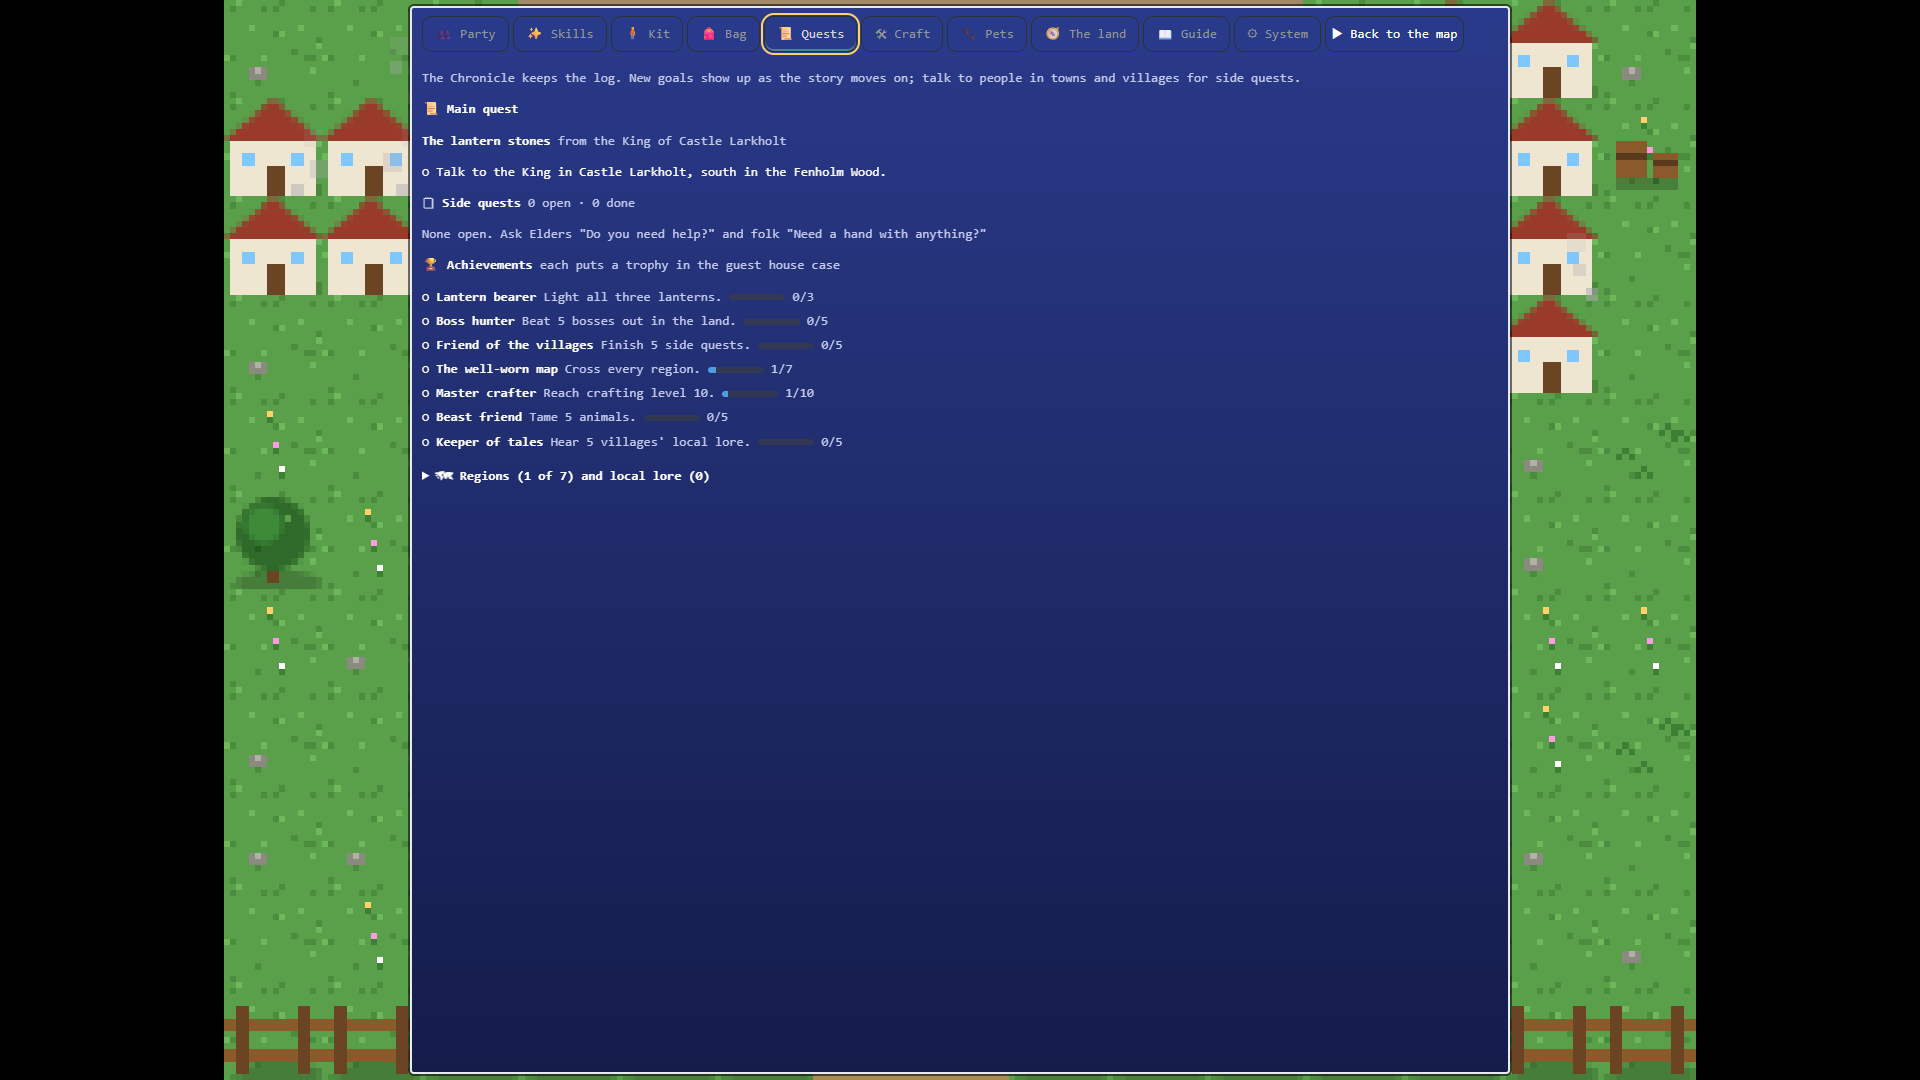 Party Skills Kit Bag Quests Craft Pets The land Guide System Back to the map
The Chronicle keeps the log. New goals show up as the story moves on; talk to people in towns and villages for side quests.
Main quest
The lantern stones from the King of Castle Larkholt
o Talk to the King in Castle Larkholt, south in the Fenholm Wood.
Side quests 0 open · 0 done
None open. Ask Elders "Do you need help?" and folk "Need a hand with anything?"
Achievements each puts a trophy in the guest house case
o Lantern bearer Light all three lanterns. 0/3
o Boss hunter Beat 5 bosses out in the land. 0/5
o Friend of the villages Finish 5 side quests. 0/5
o The well-worn map Cross every region. 1/7
o Master crafter Reach crafting level 10. 1/10
o Beast friend Tame 5 animals. 0/5
o Keeper of tales Hear 5 villages' local lore. 0/5
Regions (1 of 7) and local lore (0)